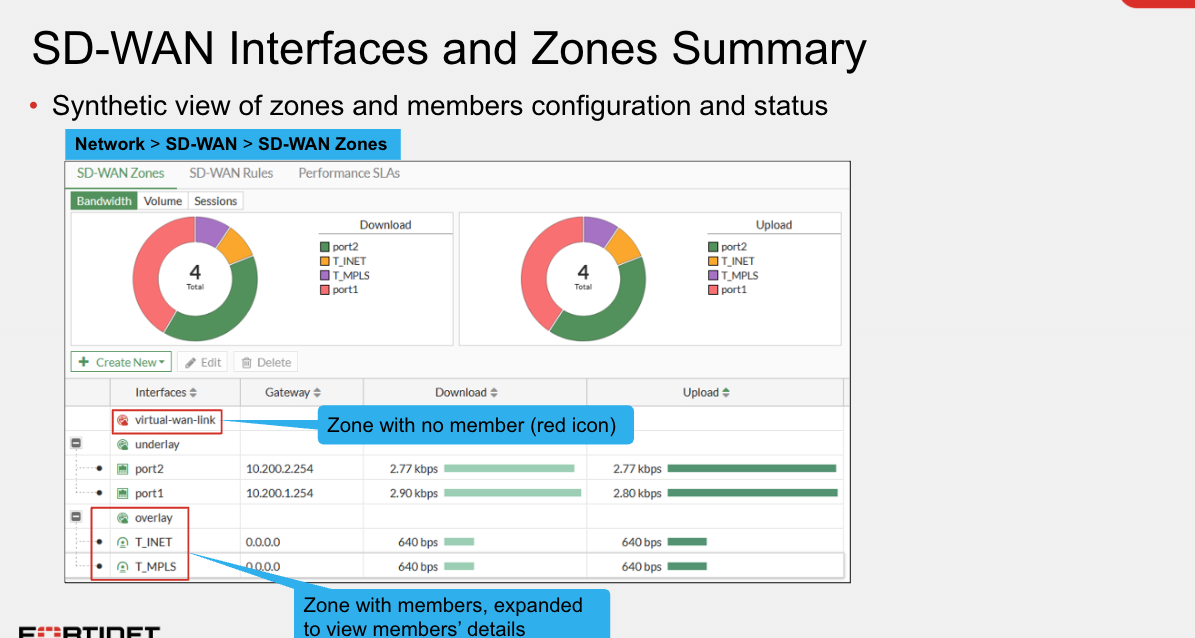 SD-WAN Interfaces and Zones Summary
• Synthetic view of zones and members configuration and status
Network > SD-WAN > SD-WAN Zones
SD-WAN Zones SD-WAN Rules Performance SLAs
Bandwidth Volume Sessions
4
Total
Download
port2
T_INET
T_MPLS
port1
4
Total
Upload
port2
T_INET
T_MPLS
port1
+ Create New Edit Delete
Interfaces Gateway Download Upload
virtual-wan-link
Zone with no member (red icon)
underlay
port2 10.200.2.254 2.77 kbps 2.77 kbps
port1 10.200.1.254 2.90 kbps 2.80 kbps
overlay
T_INET 0.0.0.0 640 bps 640 bps
T_MPLS 0.0.0.0 640 bps 640 bps
Zone with members, expanded
to view members’ details
FORTINET